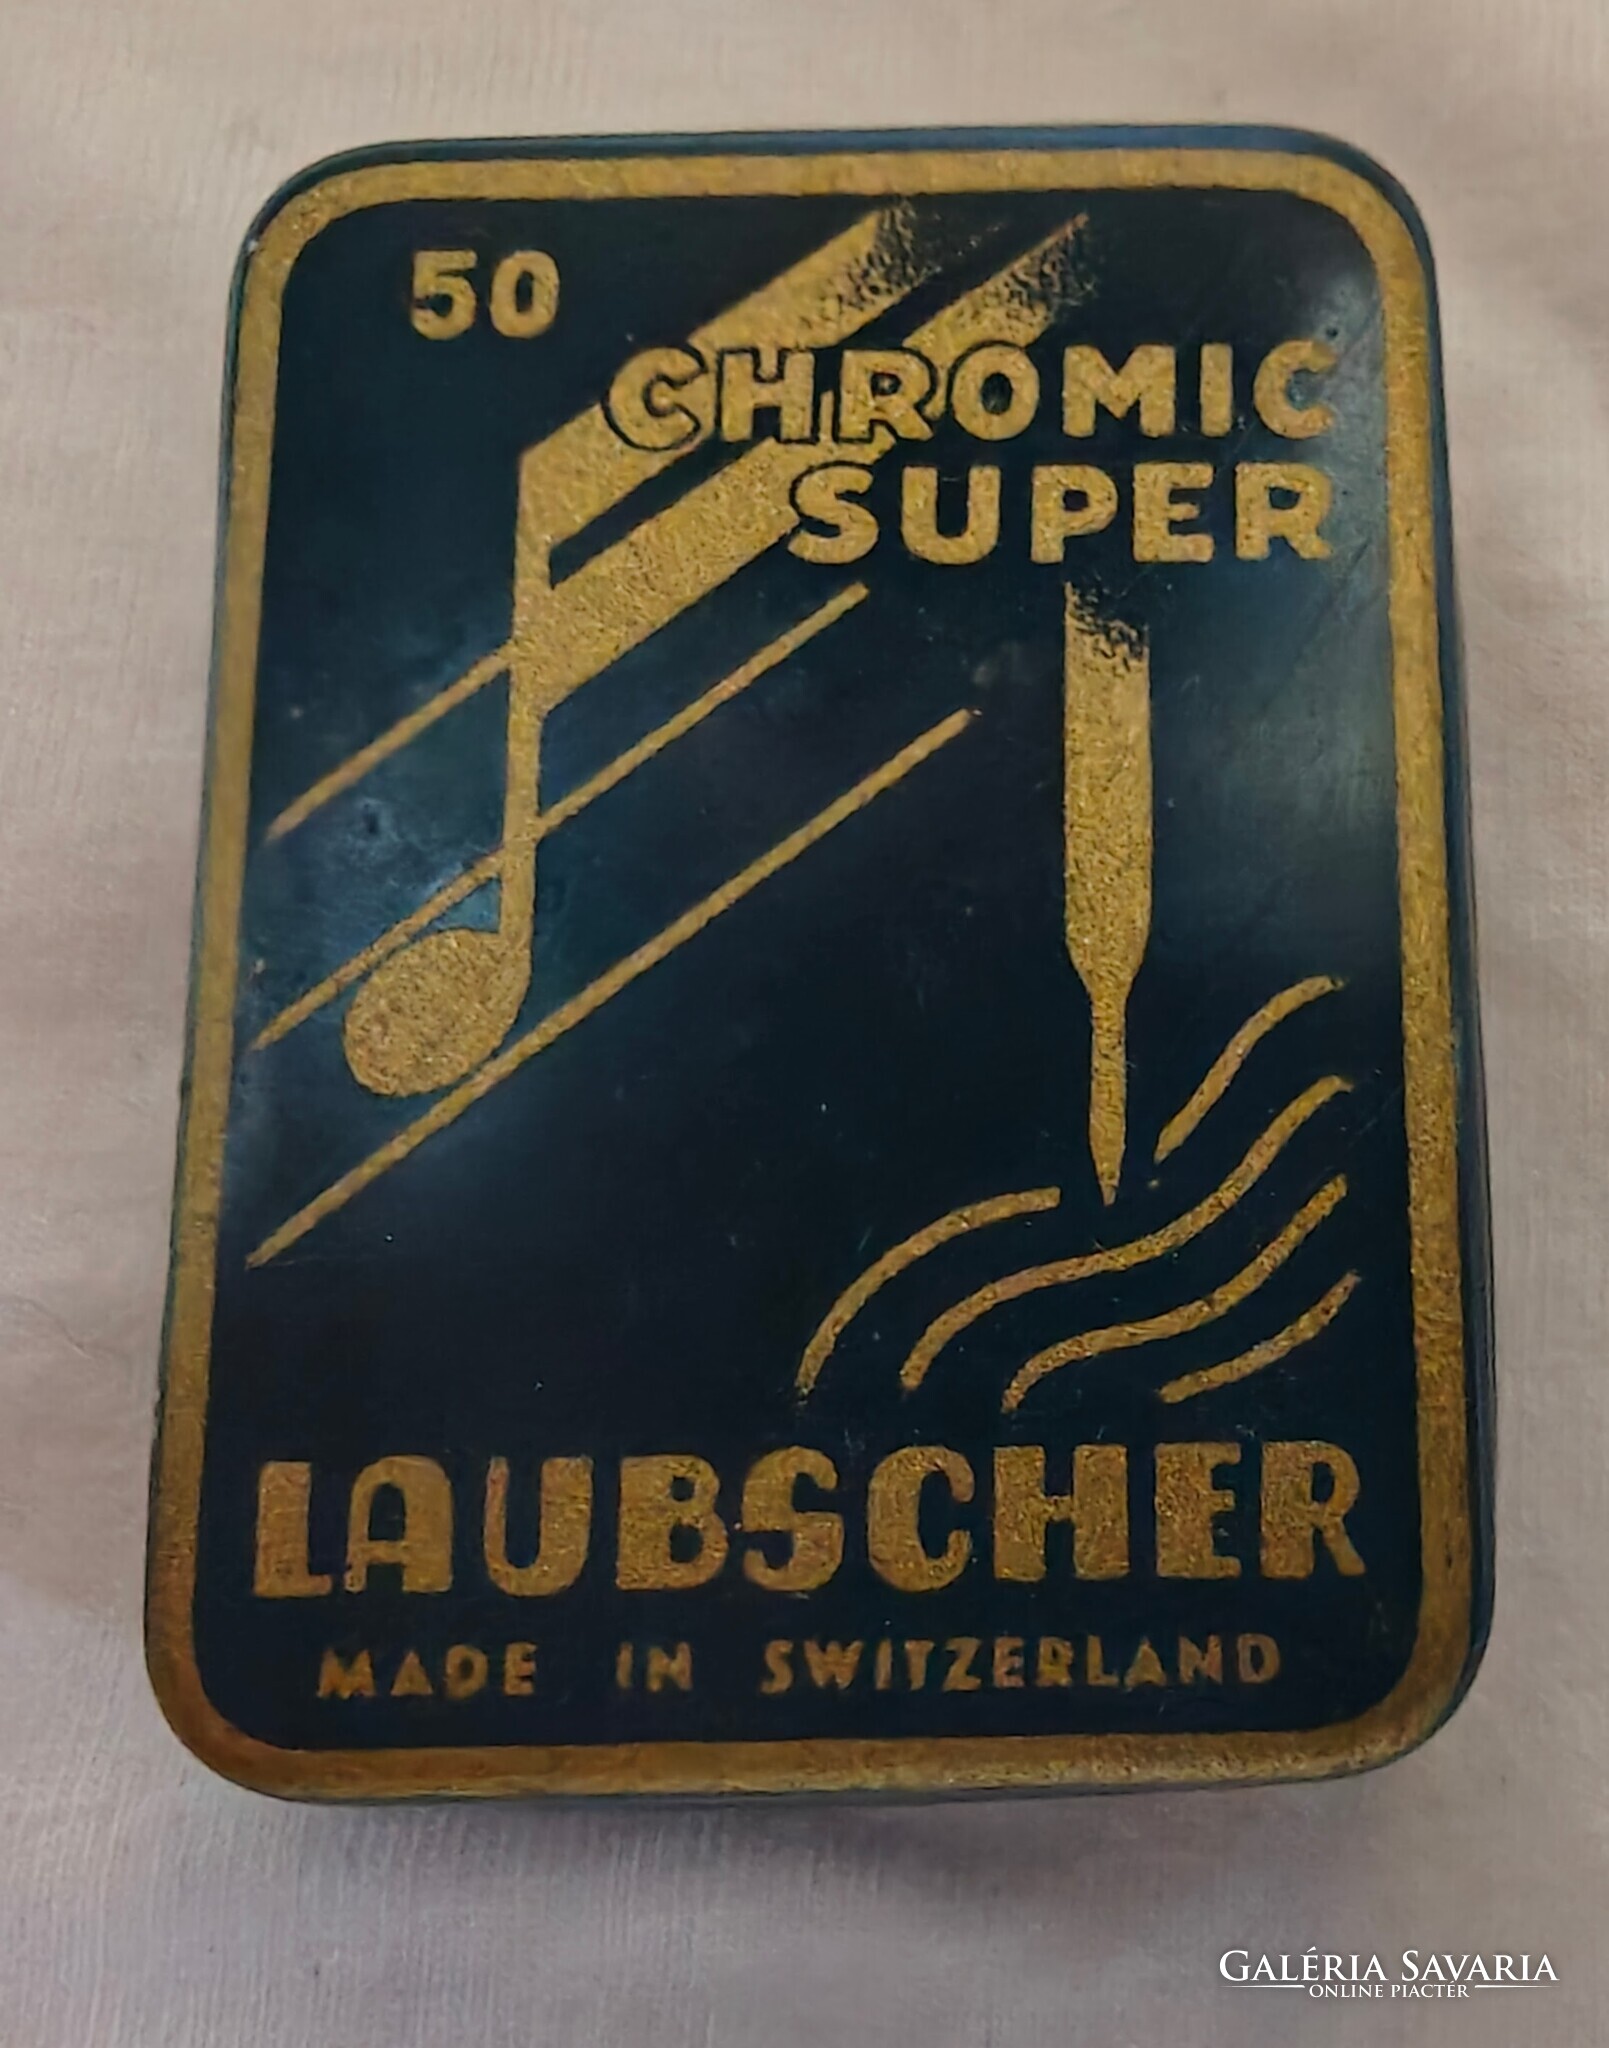 50
CHROMIC
SUPER
LAUBSCHER
MADE IN SWITZERLAND
GALÉRIA SAVARIA
ONLINE PIACTÉR